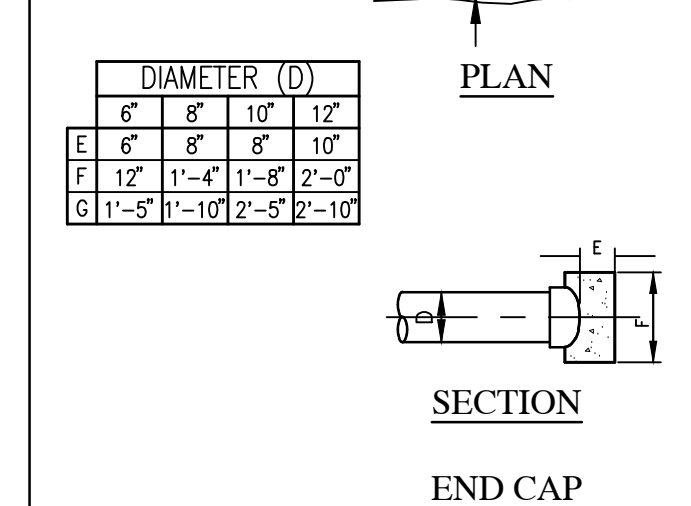 PLAN
DIAMETER (D)
6" 8" 10" 12"
E 6" 8" 8" 10"
F 12" 1'-4" 1'-8" 2'-0"
G 1'-5" 1'-10" 2'-5" 2'-10"
E
D
F
SECTION
END CAP